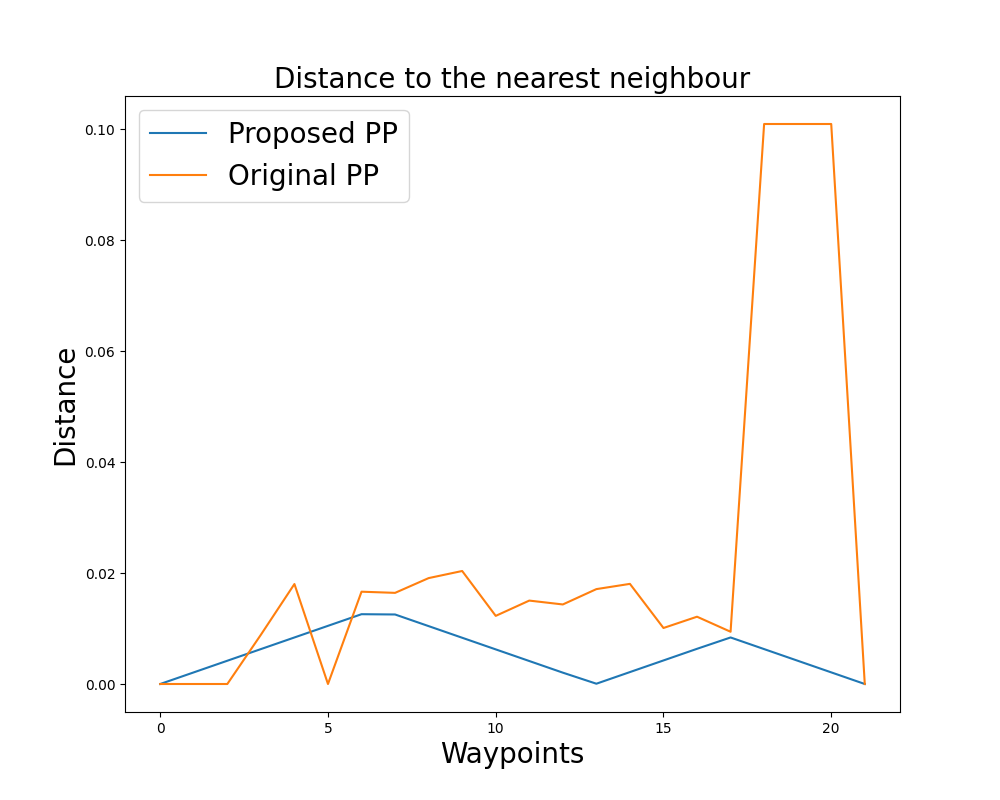 Distance to the nearest neighbour
Proposed PP
Original PP
0.10
0.08
0.06
0.04
0.02
0.00
Distance
0 5 10 15 20
Waypoints